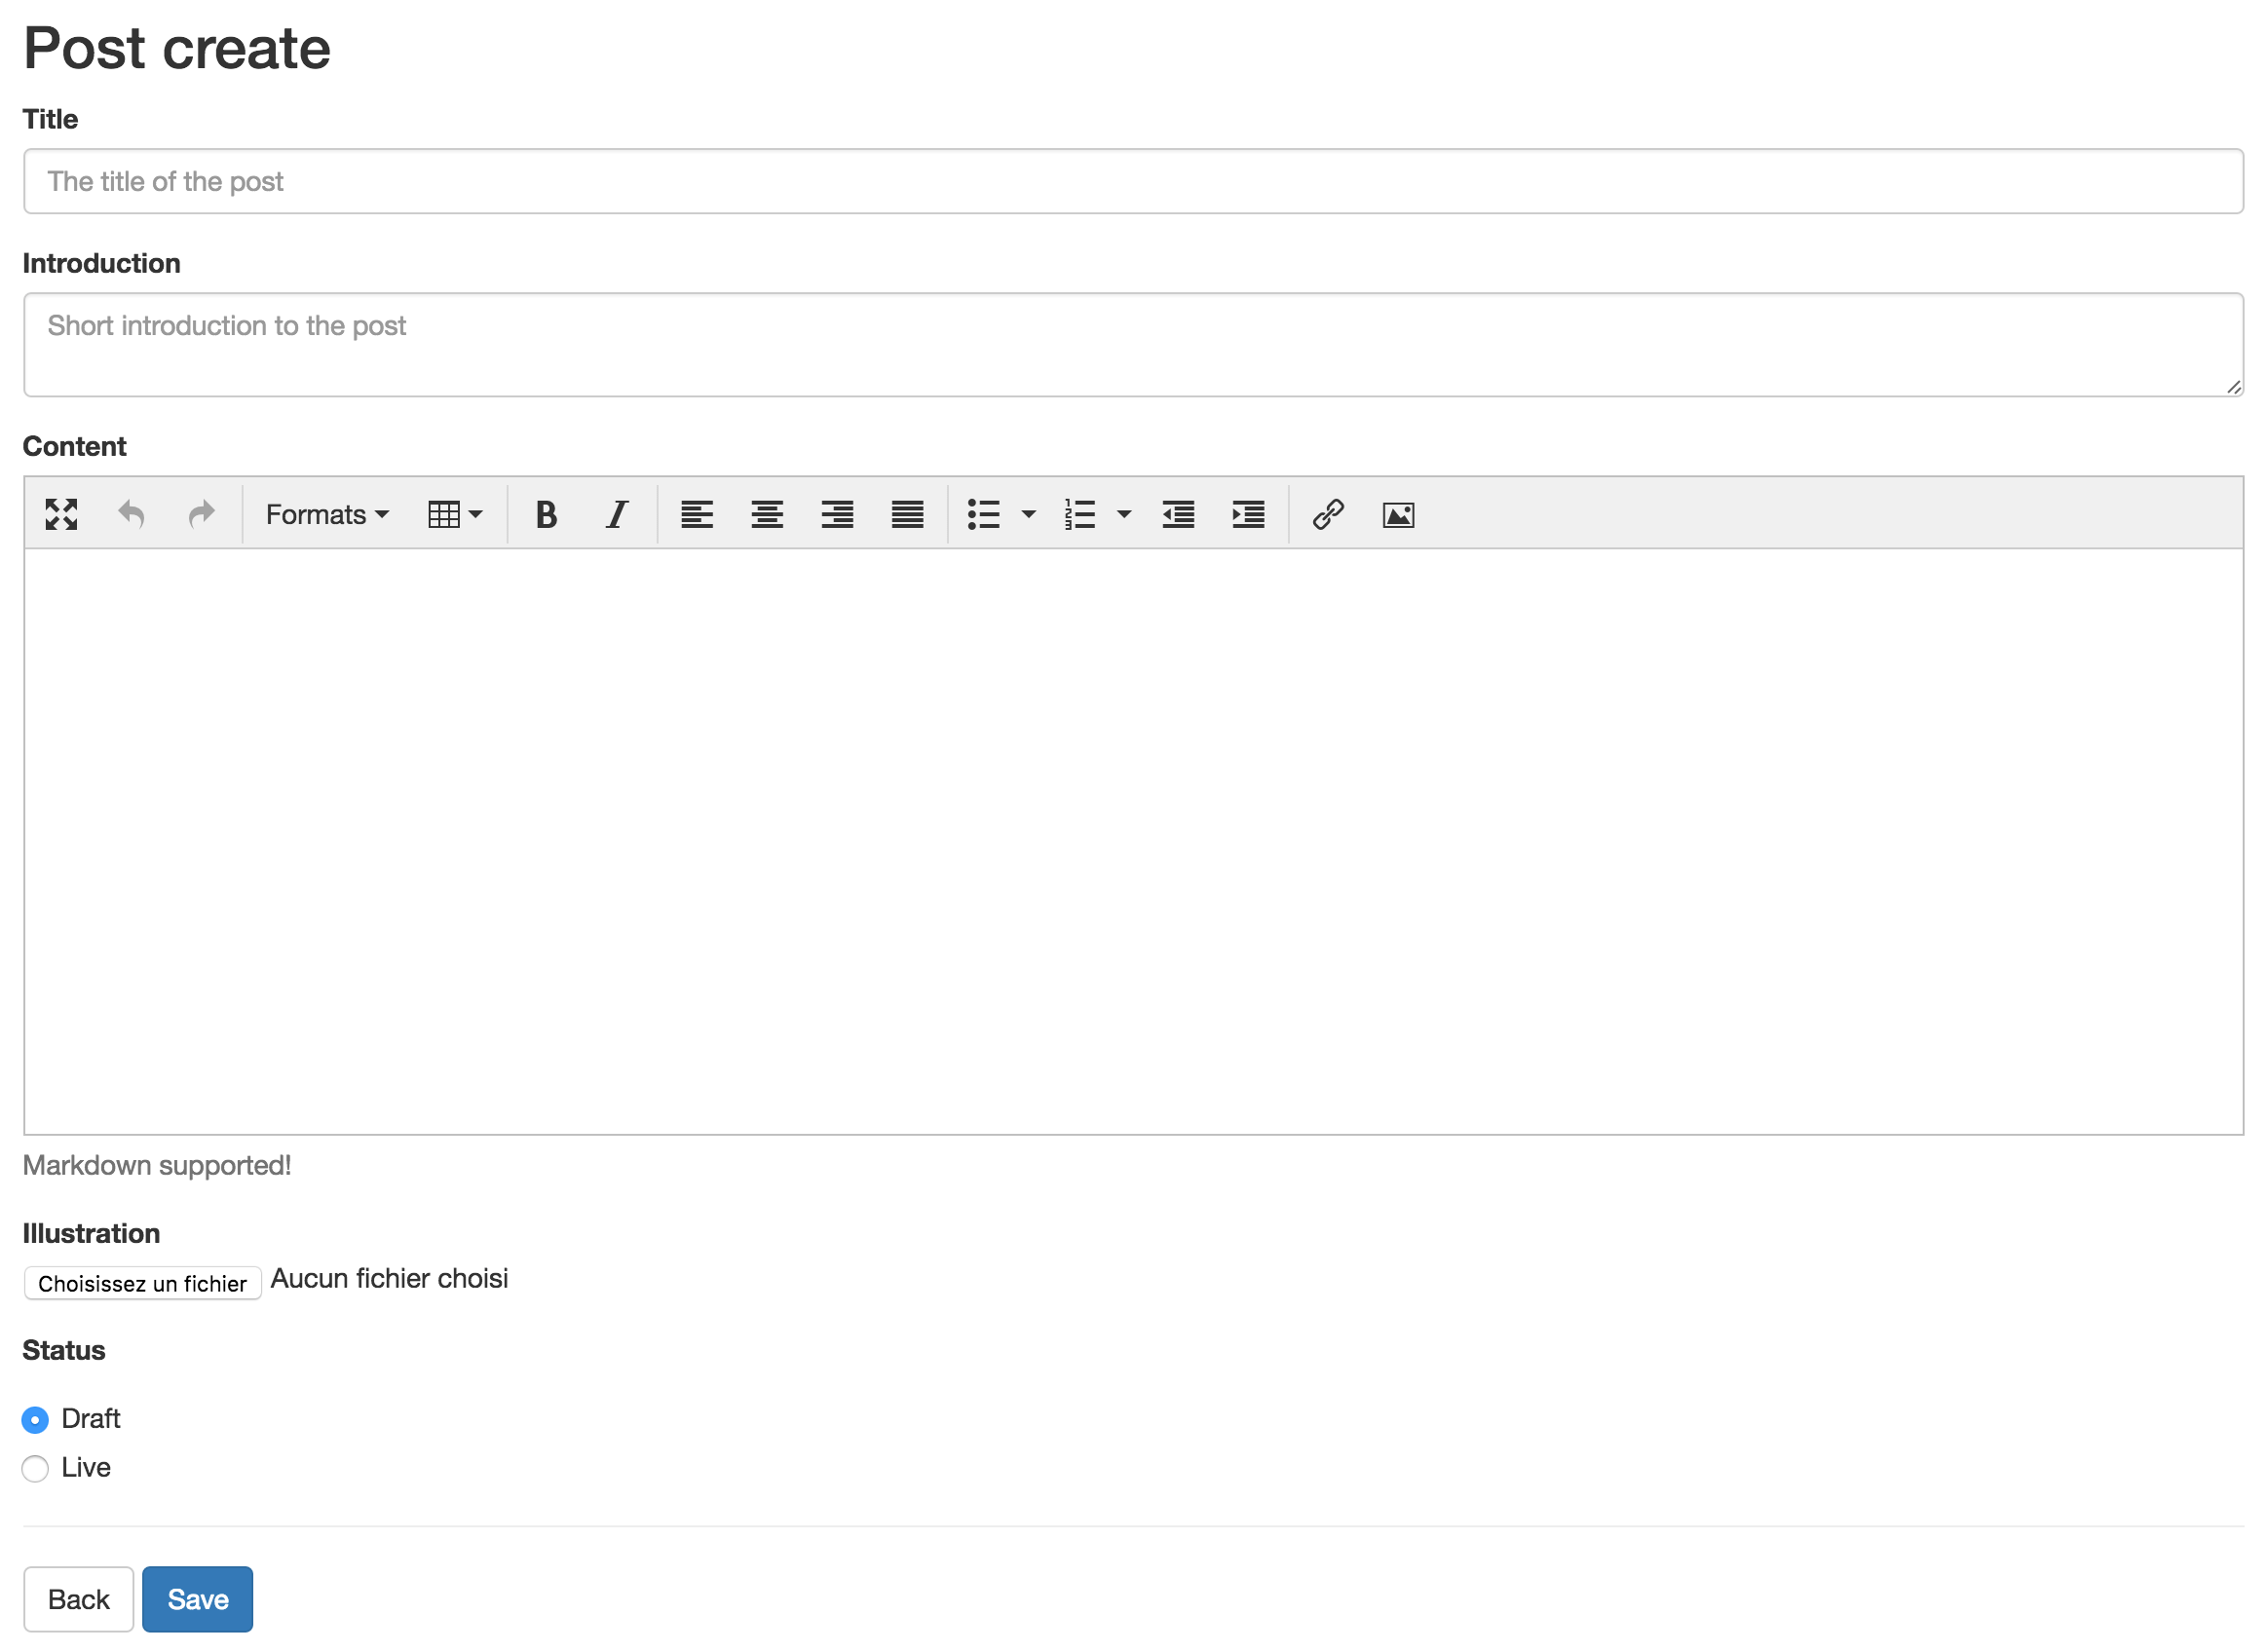 Post create
Title
The title of the post
Introduction
Short introduction to the post
Content
Formats B I
Markdown supported!
Illustration
Choisissez un fichier Aucun fichier choisi
Status
Draft
Live
Back Save